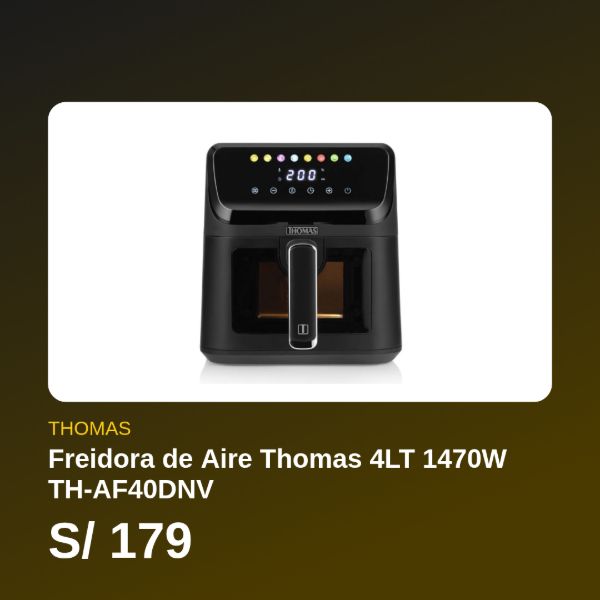 200
THOMAS
THOMAS
Freidora de Aire Thomas 4LT 1470W
TH-AF40DNV
S/ 179